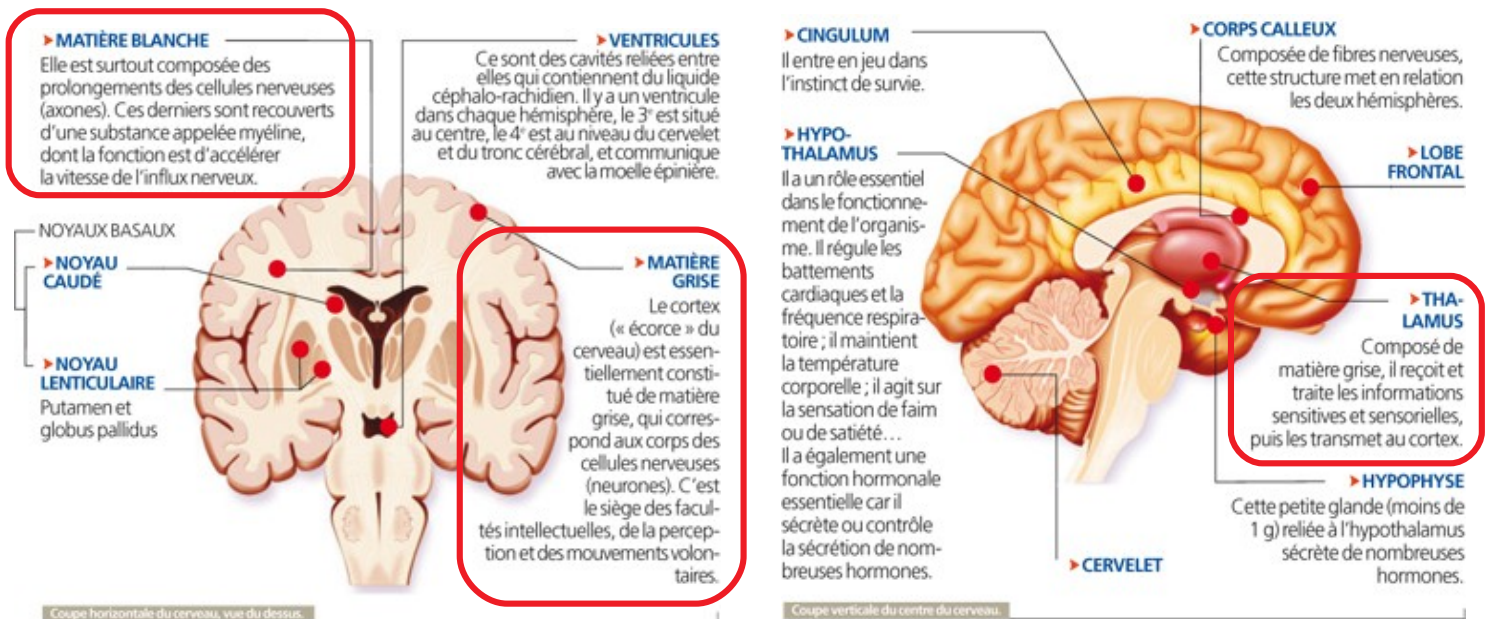 ➤MATIÈRE BLANCHE
Elle est surtout composée des
prolongements des cellules nerveuses
(axones). Ces derniers sont recouverts
d'une substance appelée myéline,
dont la fonction est d'accélérer
la vitesse de l'influx nerveux.
➤VENTRICULES
Ce sont des cavités reliées entre
elles qui contiennent du liquide
céphalo-rachidien. Il y a un ventricule
dans chaque hémisphère, le 3e est situé
au centre, le 4e est au niveau du cervelet
et du tronc cérébral, et communique
avec la moelle épinière.
NOYAUX BASAUX
➤NOYAU
CAUDÉ
➤NOYAU
LENTICULAIRE
Putamen et
globus pallidus
➤MATIÈRE
GRISE
Le cortex
(« écorce » du
cerveau) est essen-
tiellement consti-
tué de matière
grise, qui corres-
pond aux corps des
cellules nerveuses
(neurones). C'est
le siège des facul-
tés intellectuelles, de la percep-
tion et des mouvements volon-
taires.
Coupe horizontale du cerveau, vue du dessus.
➤CINGULUM
Il entre en jeu dans
l'instinct de survie.
➤HYPO-
THALAMUS
Il a un rôle essentiel
dans le fonctionne-
ment de l'organis-
me. Il régule les
battements
cardiaques et la
fréquence respira-
toire ; il maintient
la température
corporelle ; il agit sur
la sensation de faim
ou de satiété…
Il a également une
fonction hormonale
essentielle car il
sécrète ou contrôle
la sécrétion de nom-
breuses hormones.
➤CORPS CALLEUX
Composée de fibres nerveuses,
cette structure met en relation
les deux hémisphères.
➤LOBE
FRONTAL
➤THA-
LAMUS
Composé de
matière grise, il reçoit et
traite les informations
sensitives et sensorielles,
puis les transmet au cortex.
➤HYPOPHYSE
Cette petite glande (moins de
1 g) reliée à l'hypothalamus
sécrète de nombreuses
hormones.
➤CERVELET
Coupe verticale du centre du cerveau.